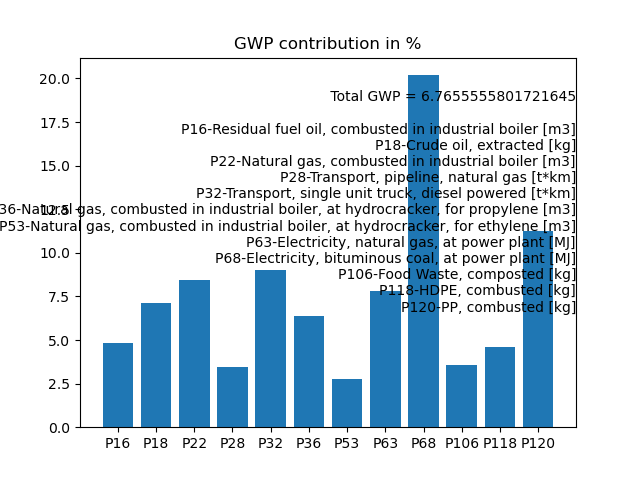 GWP contribution in %
20.0
Total GWP = 6.7655555801721645
17.5
P16-Residual fuel oil, combusted in industrial boiler [m3]
P18-Crude oil, extracted [kg]
15.0
P22-Natural gas, combusted in industrial boiler [m3]
P28-Transport, pipeline, natural gas [t*km]
P32-Transport, single unit truck, diesel powered [t*km]
12.5
36-Natural gas, combusted in industrial boiler, at hydrocracker, for propylene [m3]
P53-Natural gas, combusted in industrial boiler, at hydrocracker, for ethylene [m3]
P63-Electricity, natural gas, at power plant [MJ]
10.0
P68-Electricity, bituminous coal, at power plant [MJ]
P106-Food Waste, composted [kg]
7.5
P118-HDPE, combusted [kg]
P120-PP, combusted [kg]
5.0
2.5
0.0
P16 P18 P22 P28 P32 P36 P53 P63 P68 P106 P118 P120